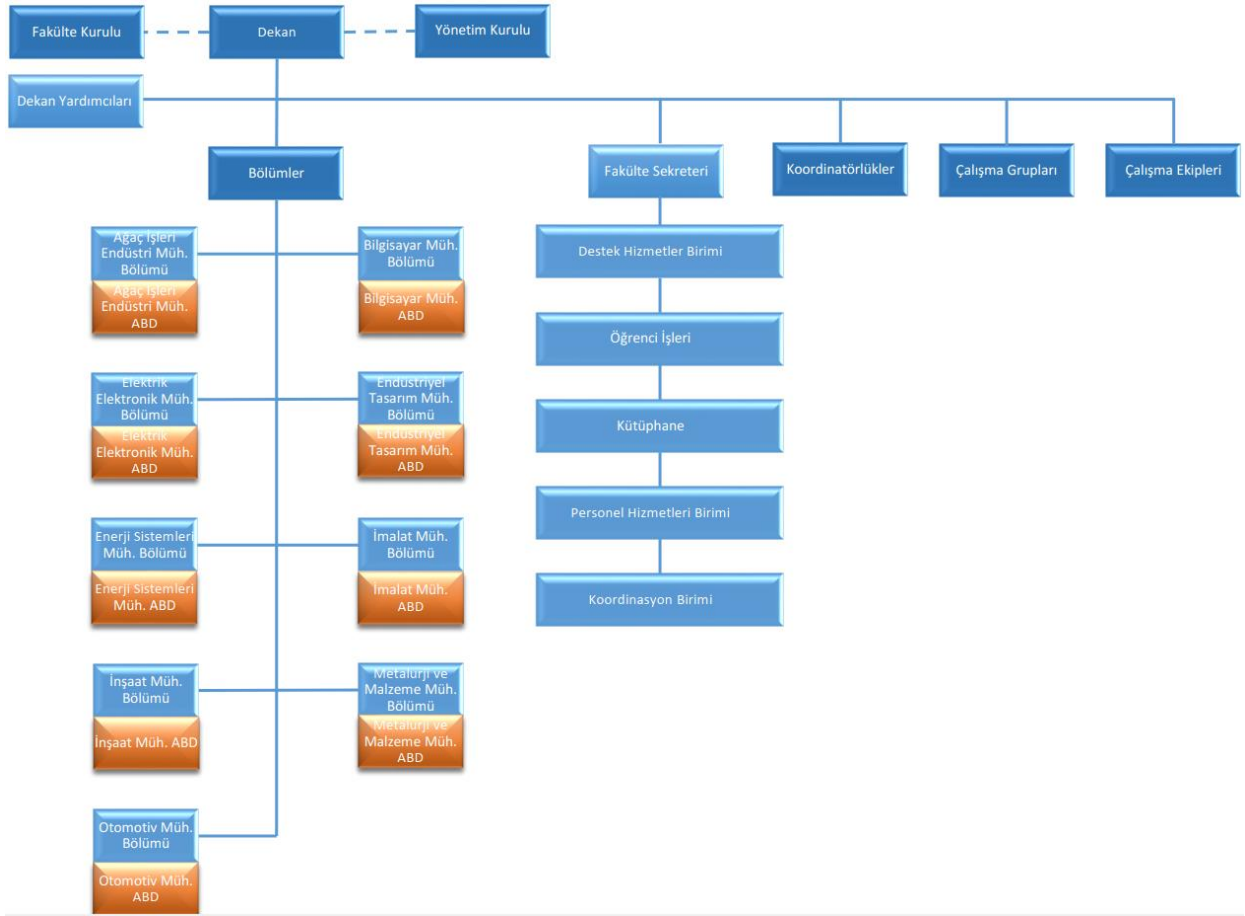 Fakülte Kurulu
Dekan
Yönetim Kurulu
Dekan Yardımcıları
Bölümler
Fakülte Sekreteri
Koordinatörlükler
Çalışma Grupları
Çalışma Ekipleri
Ağaç İşleri
Endüstri Müh.
Bölümü
Ağaç İşleri
Endüstri Müh.
ABD
Bilgisayar Müh.
Bölümü
Bilgisayar Müh.
ABD
Destek Hizmetler Birimi
Öğrenci İşleri
Elektrik
Elektronik Müh.
Bölümü
Elektrik
Elektronik Müh.
ABD
Endüstriyel
Tasarım Müh.
Bölümü
Endüstriyel
Tasarım Müh.
ABD
Kütüphane
Personel Hizmetleri Birimi
Enerji Sistemleri
Müh. Bölümü
Enerji Sistemleri
Müh. ABD
İmalat Müh.
Bölümü
İmalat Müh.
ABD
Koordinasyon Birimi
İnşaat Müh.
Bölümü
İnşaat Müh. ABD
Metalurji ve
Malzeme Müh.
Bölümü
Metalurji ve
Malzeme Müh.
ABD
Otomotiv Müh.
Bölümü
Otomotiv Müh.
ABD